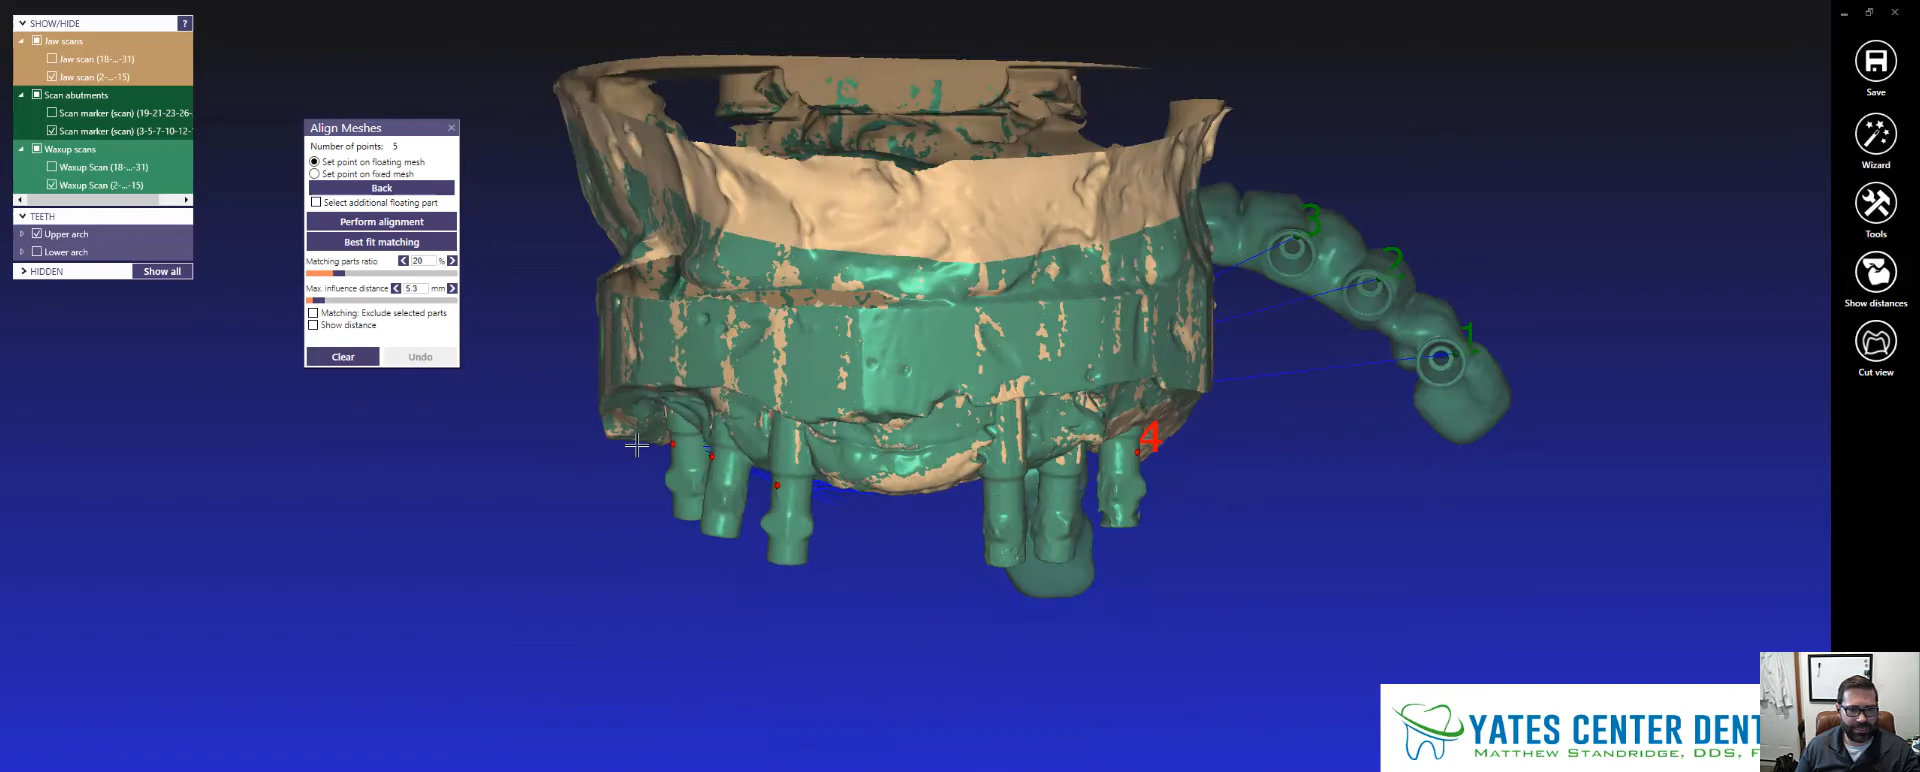 SHOW/HIDE
?
Jaw scans
Jaw scan (18-...-31)
Jaw scan (2-...-15)
Scan abutments
Scan marker (scan) (19-21-23-26-
Scan marker (scan) (3-5-7-10-12-
Waxup scans
Waxup Scan (18-...-31)
Waxup Scan (2-...-15)
TEETH
Upper arch
Lower arch
HIDDEN
Show all
Align Meshes
Number of points: 5
Set point on floating mesh
Set point on fixed mesh
Back
Select additional floating part
Perform alignment
Best fit matching
Matching parts ratio 20 %
Max. influence distance 5.3 mm
Matching: Exclude selected parts
Show distance
Clear
Undo
3
2
1
4
Save
Wizard
Tools
Show distances
Cut view
YATES CENTER DENT
MATTHEW STANDRIDGE, DDS, F